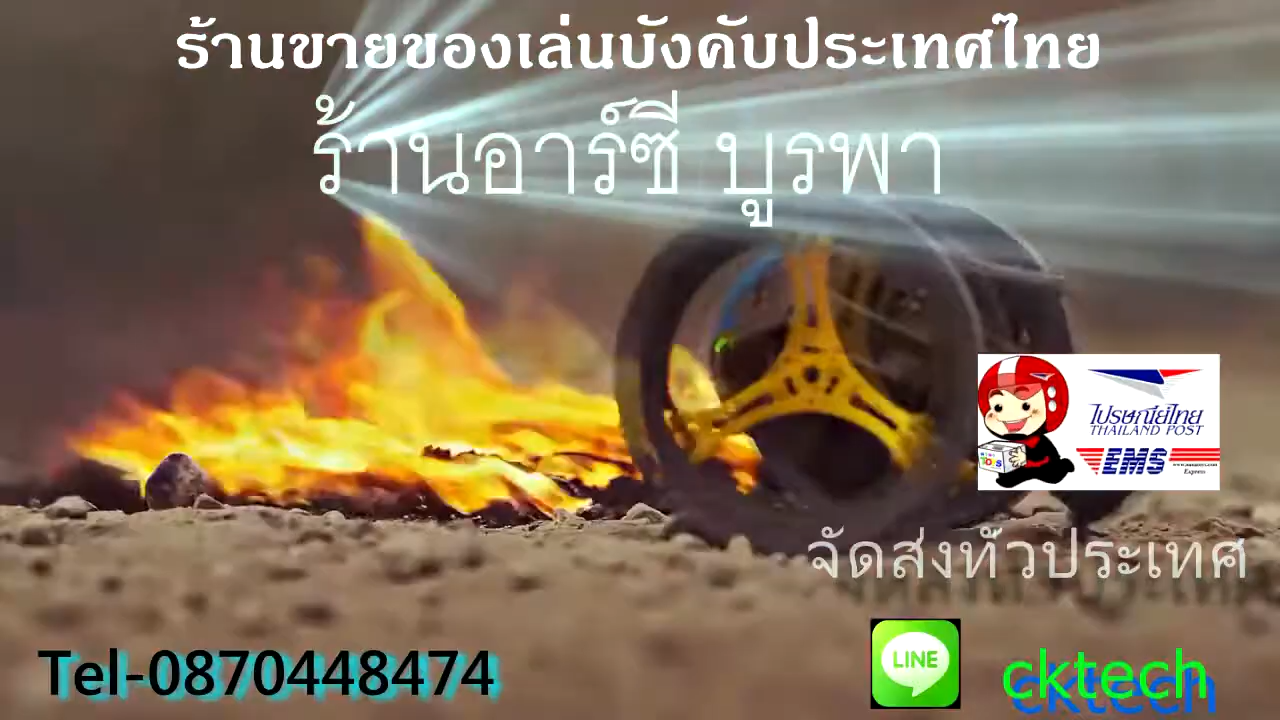 ร้านขายของเล่นบังคับประเทศไทย
ร้านอาร์ซี บูรพา
ไปรษณีย์ไทย
THAILAND POST
EMS
TOYS
Express
จัดส่งทั่วประเทศ
Tel-0870448474
LINE
cktech